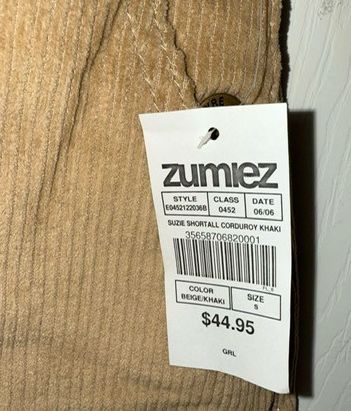 zumiez
STYLE CLASS DATE
E0452122036B 0452 06/06
SUZIE SHORTALL CORDUROY KHAKI
35658706820001
COLOR SIZE
BEIGE/KHAKI S
$44.95
GRL